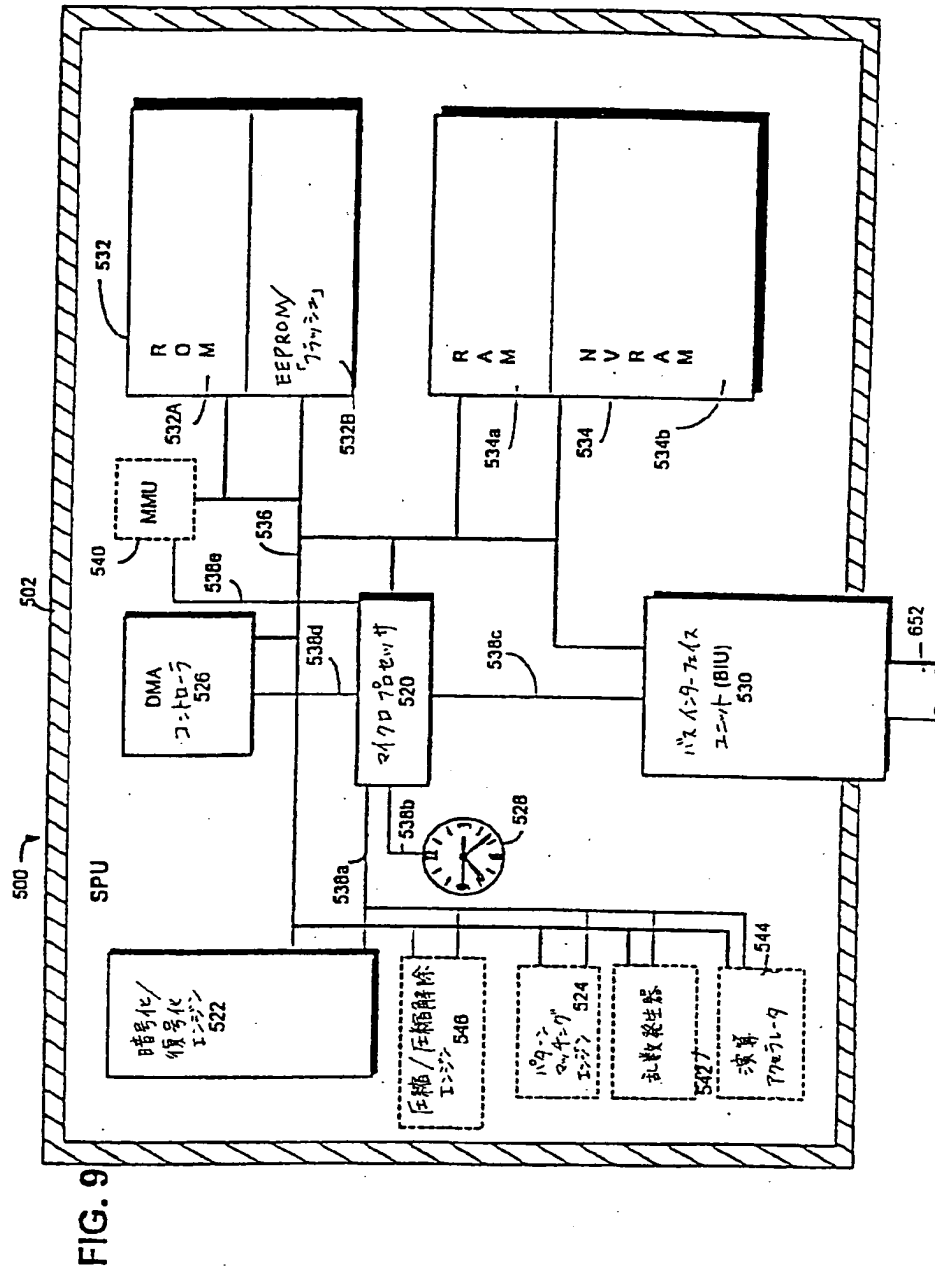 FIG. 9
500
502
SPU
暗号化/
復号化
エンジン
522
DMA
コントローラ
526
540
MMU
532
R
O
M
532A
EEPROM/
「フラッシュ」
532B
536
538e
538d
538a
538b
528
マイクロプロセッサ
520
538c
R
A
M
534a
N
V
R
A
M
534
534b
圧縮/圧縮解除
エンジン 546
パターン
マッチング
エンジン 524
乱数発生器
542
演算
アクセラレータ
544
バスインターフェイス
ユニット(BIU)
530
652